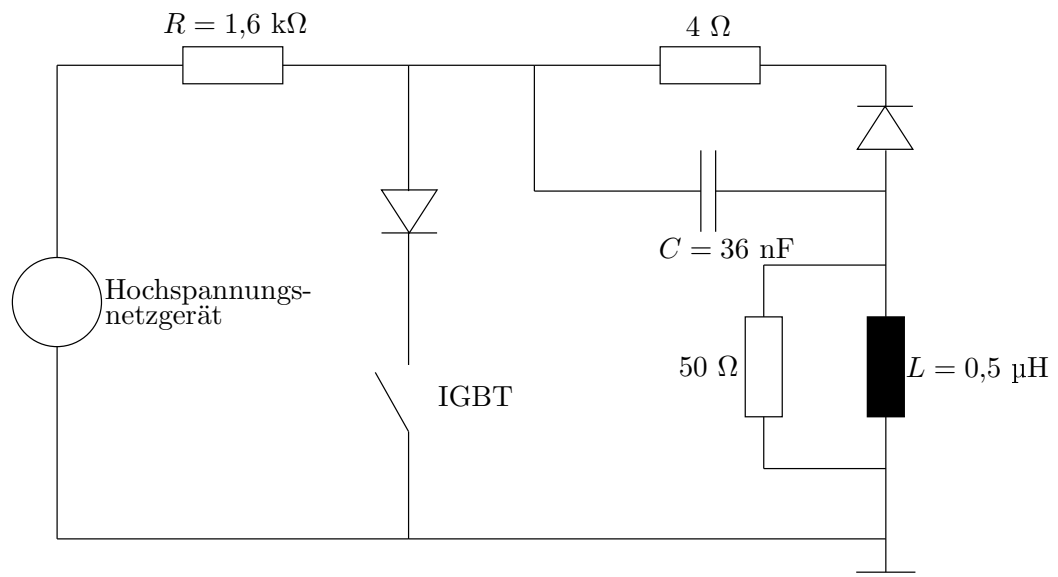 R = 1,6 kΩ
4 Ω
C = 36 nF
Hochspannungs-
netzgerät
50 Ω
L = 0,5 µH
IGBT